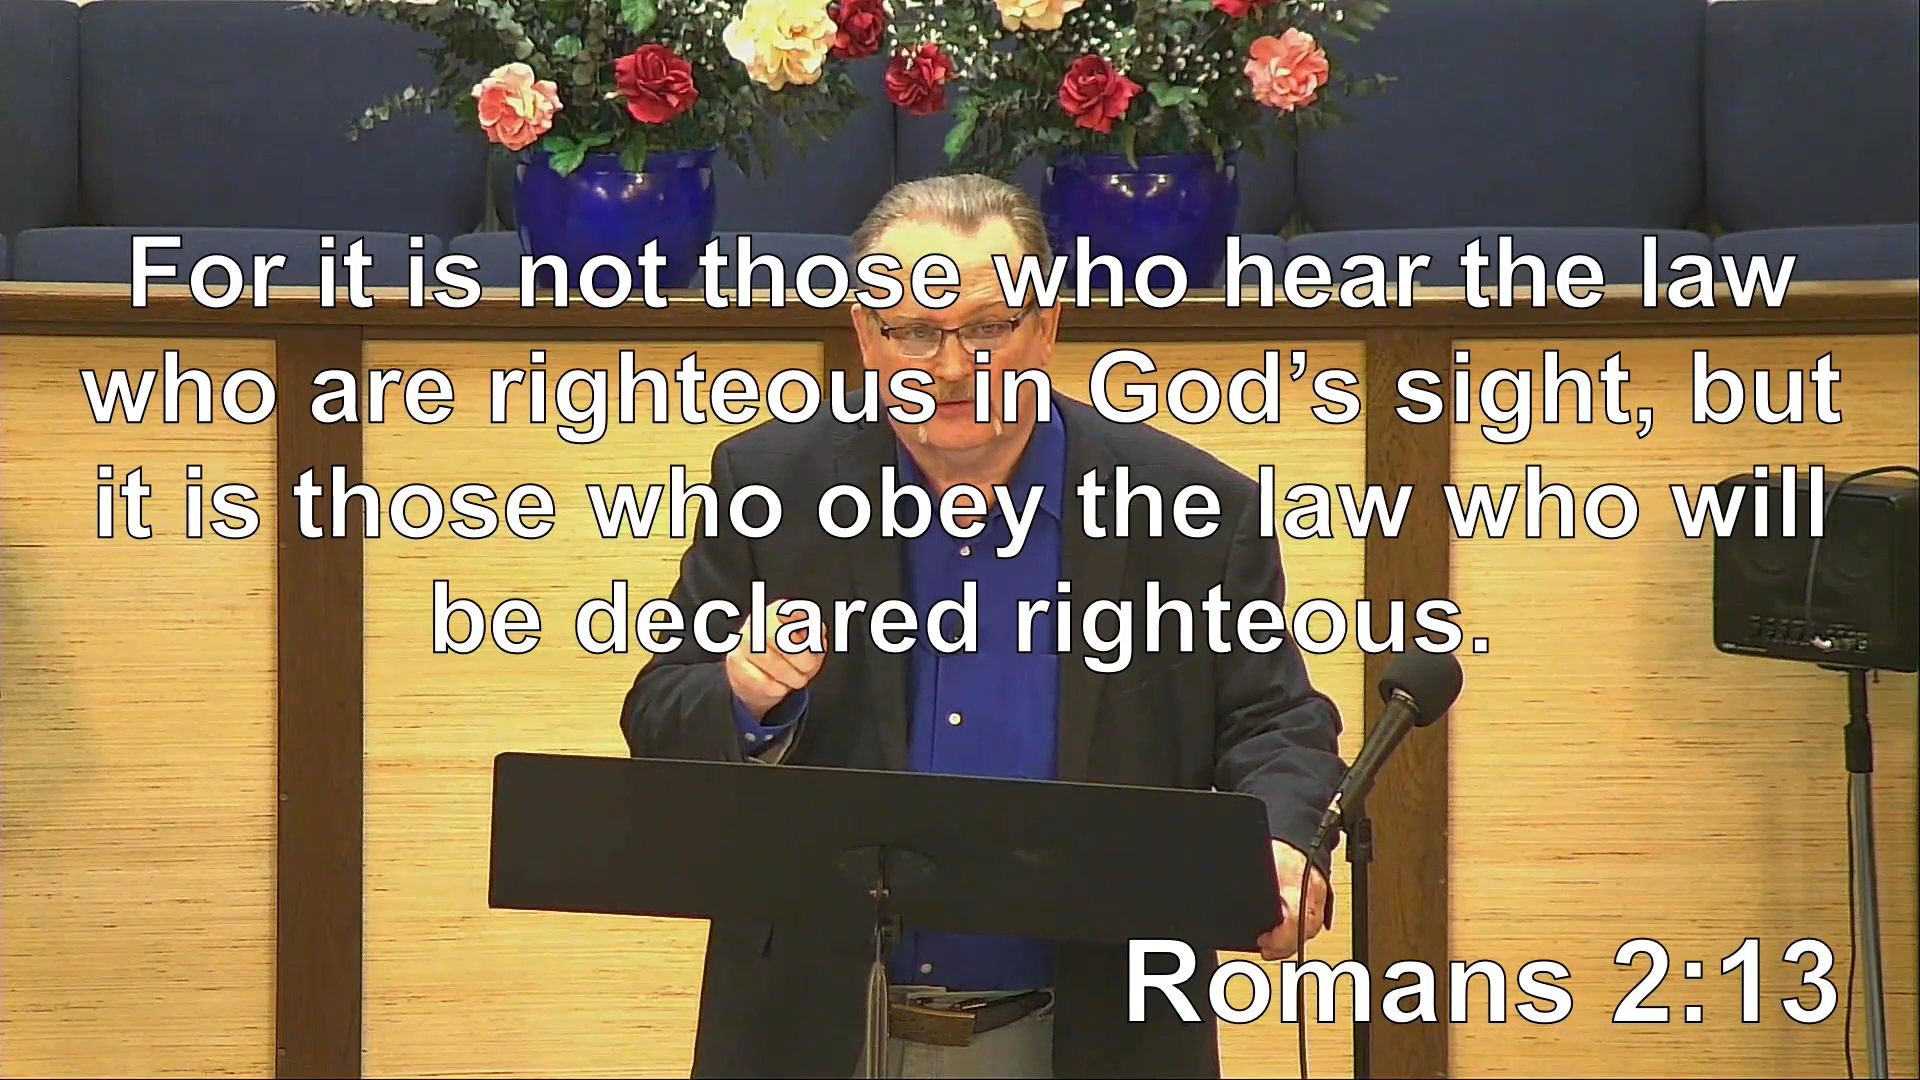 For it is not those who hear the law
who are righteous in God’s sight, but
it is those who obey the law who will
be declared righteous.
Romans 2:13